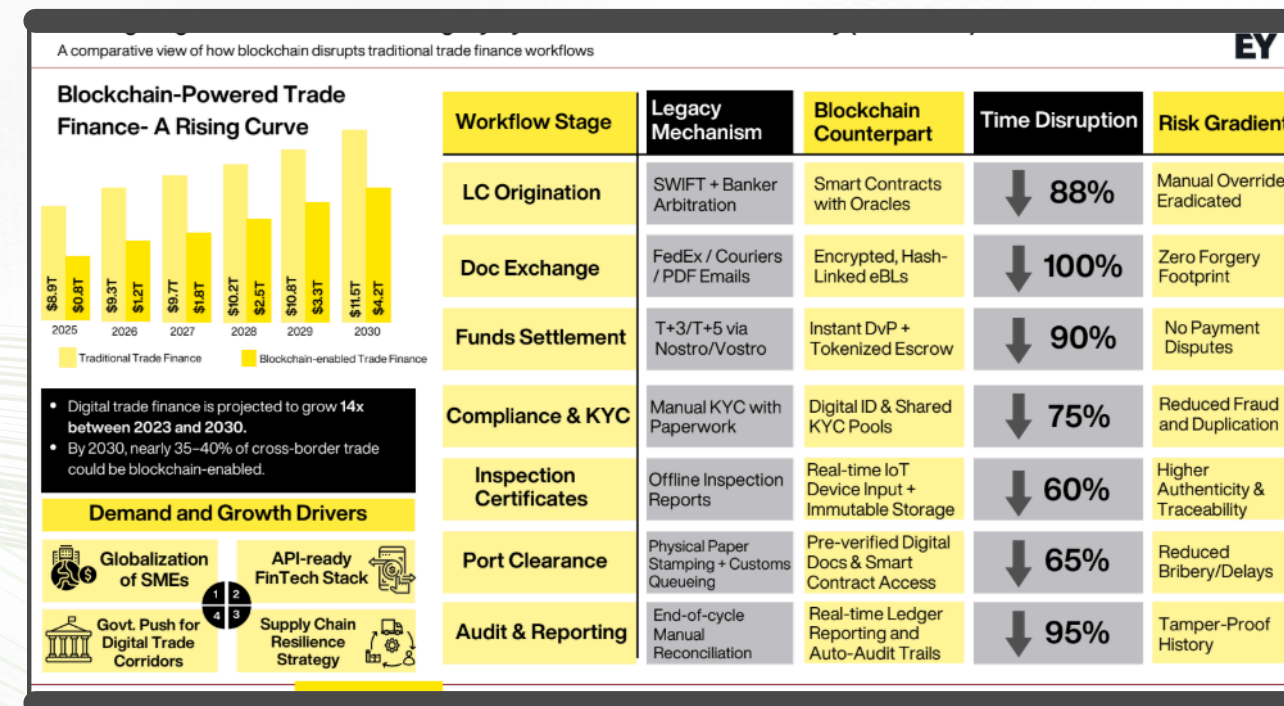 A comparative view of how blockchain disrupts traditional trade finance workflows
EY
Blockchain-Powered Trade
Finance- A Rising Curve
$8.9T
$0.8T
$9.3T
$1.2T
$9.7T
$1.8T
$10.2T
$2.5T
$10.8T
$3.3T
$11.5T
$4.2T
2025
2026
2027
2028
2029
2030
Traditional Trade Finance
Blockchain-enabled Trade Finance
• Digital trade finance is projected to grow 14x
between 2023 and 2030.
• By 2030, nearly 35–40% of cross-border trade
could be blockchain-enabled.
Demand and Growth Drivers
Globalization
of SMEs
API-ready
FinTech Stack
1
2
4
3
Govt. Push for
Digital Trade
Corridors
Supply Chain
Resilience
Strategy
Workflow Stage
Legacy
Mechanism
Blockchain
Counterpart
Time Disruption
Risk Gradient
LC Origination
SWIFT + Banker
Arbitration
Smart Contracts
with Oracles
88%
Manual Override
Eradicated
Doc Exchange
FedEx / Couriers
/ PDF Emails
Encrypted, Hash-
Linked eBLs
100%
Zero Forgery
Footprint
Funds Settlement
T+3/T+5 via
Nostro/Vostro
Instant DvP +
Tokenized Escrow
90%
No Payment
Disputes
Compliance & KYC
Manual KYC with
Paperwork
Digital ID & Shared
KYC Pools
75%
Reduced Fraud
and Duplication
Inspection
Certificates
Offline Inspection
Reports
Real-time IoT
Device Input +
Immutable Storage
60%
Higher
Authenticity &
Traceability
Port Clearance
Physical Paper
Stamping + Customs
Queueing
Pre-verified Digital
Docs & Smart
Contract Access
65%
Reduced
Bribery/Delays
Audit & Reporting
End-of-cycle
Manual
Reconciliation
Real-time Ledger
Reporting and
Auto-Audit Trails
95%
Tamper-Proof
History